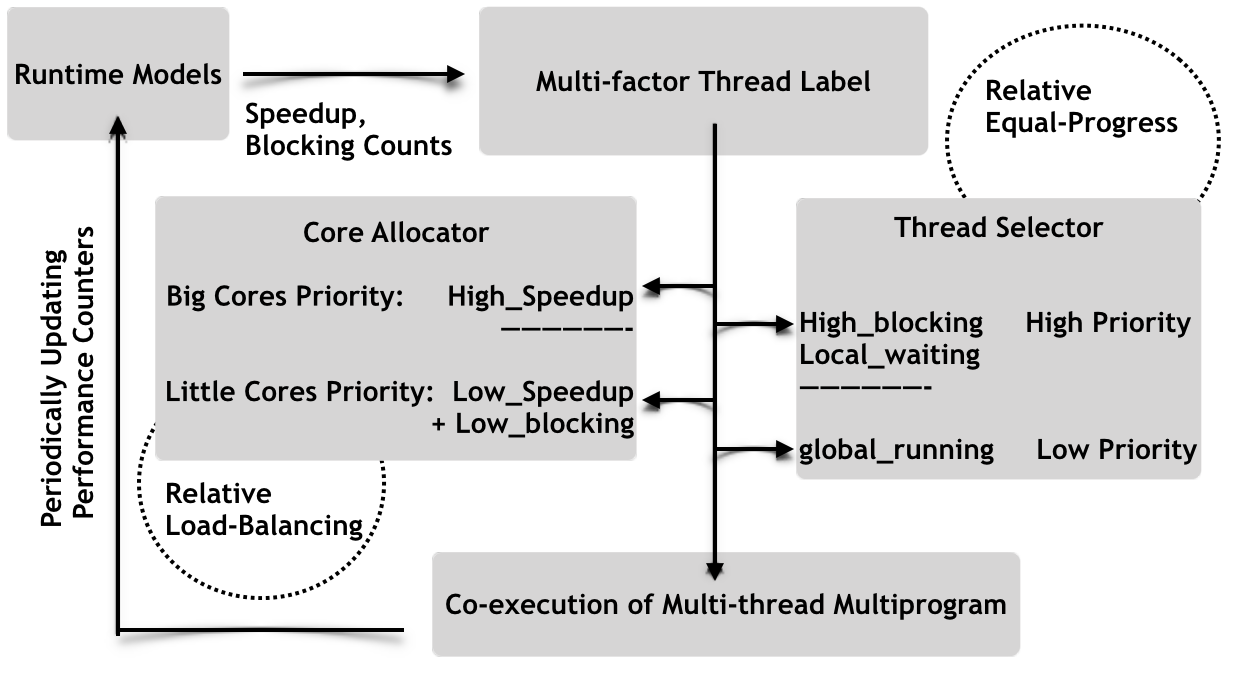 Runtime Models
Speedup,
Blocking Counts
Multi-factor Thread Label
Relative
Equal-Progress
Core Allocator
Big Cores Priority: High_Speedup
———————-
Little Cores Priority: Low_Speedup
+ Low_blocking
Relative
Load-Balancing
Thread Selector
High_blocking High Priority
Local_waiting
———————-
global_running Low Priority
Periodically Updating
Performance Counters
Co-execution of Multi-thread Multiprogram